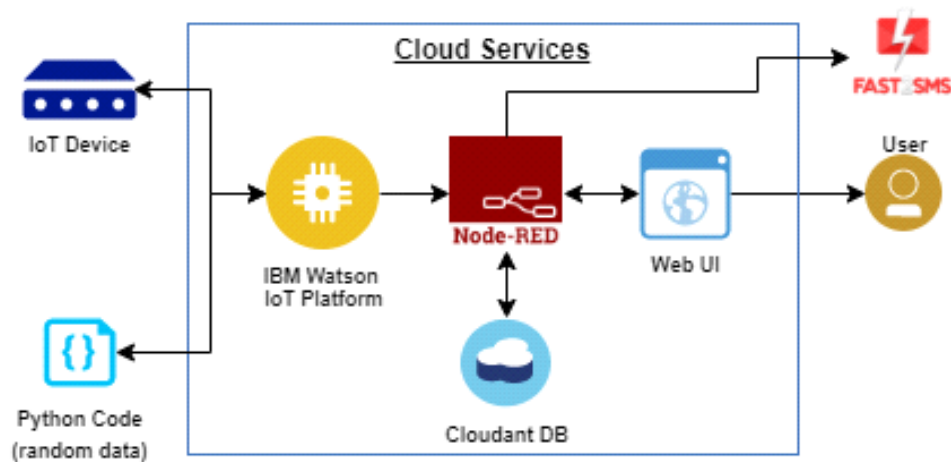 Cloud Services
IoT Device
FAST2SMS
User
Node-RED
IBM Watson
IoT Platform
Web UI
{ }
Python Code
(random data)
Cloudant DB